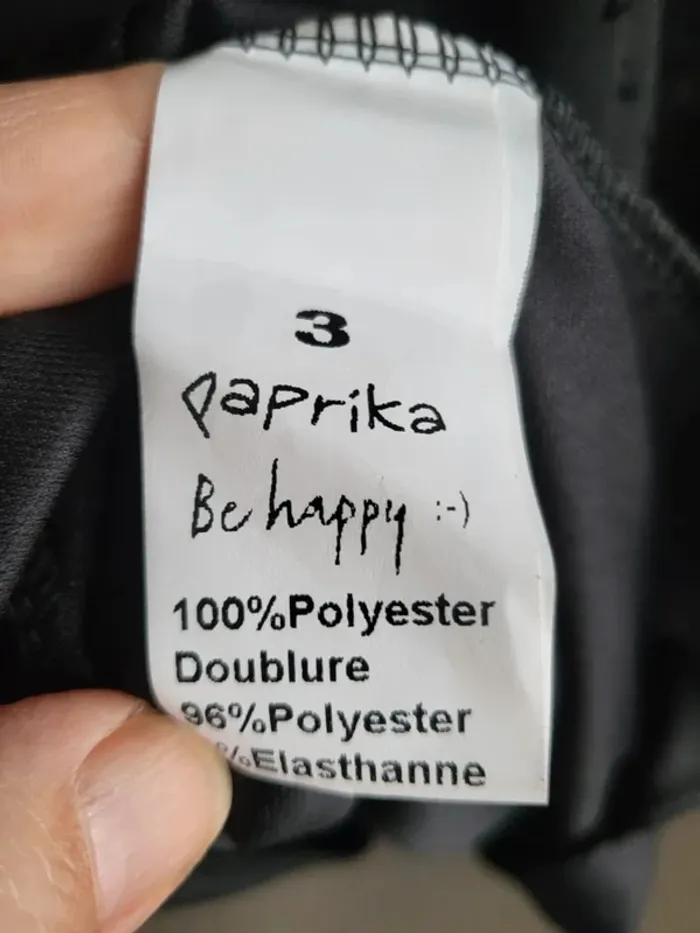 3
Paprika
Be happy :-)
100%Polyester
Doublure
96%Polyester
%Elasthanne